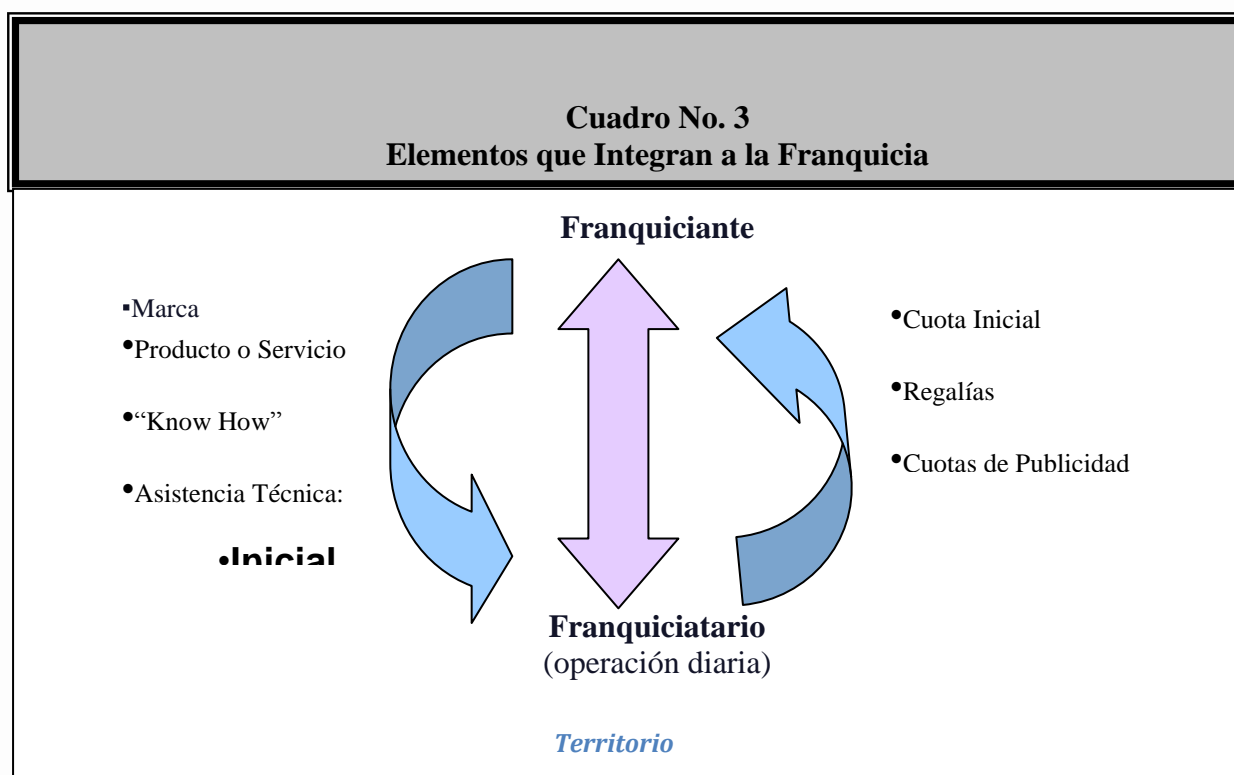 Cuadro No. 3
Elementos que Integran a la Franquicia
Franquiciante
▪Marca
•Producto o Servicio
•“Know How”
•Asistencia Técnica:
•Inicial
•Cuota Inicial
•Regalías
•Cuotas de Publicidad
Franquiciatario
(operación diaria)
Territorio